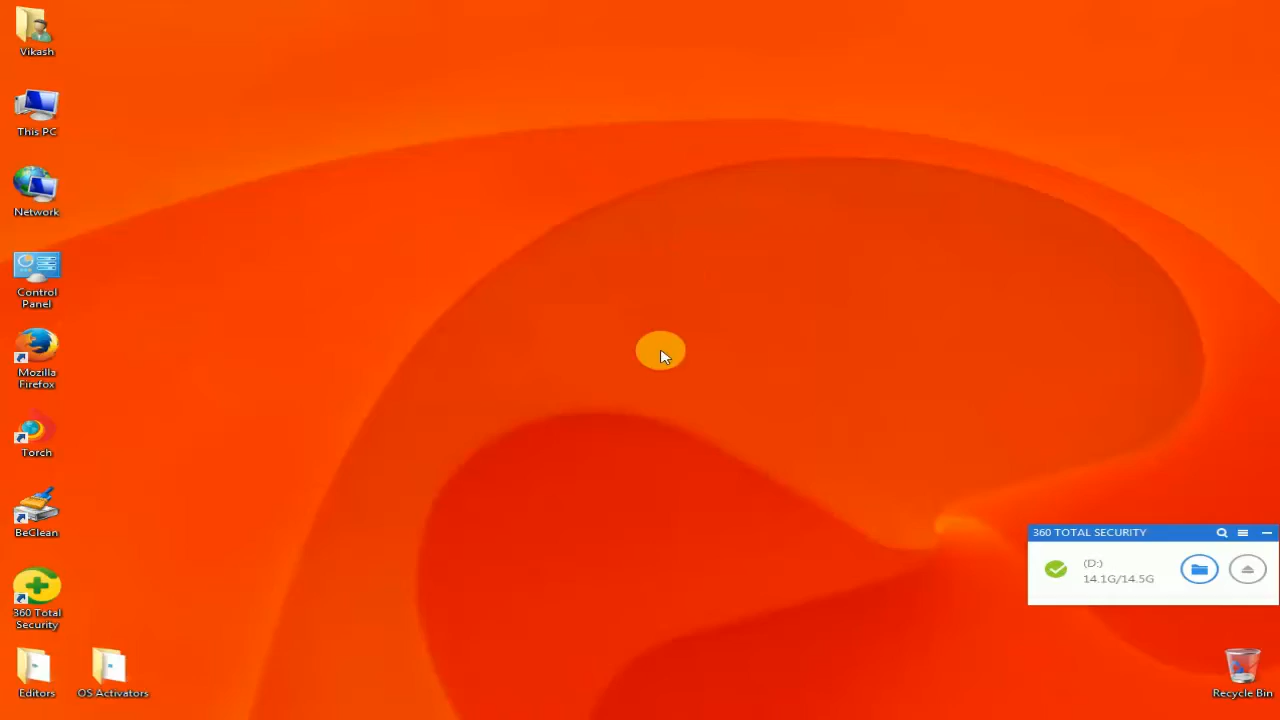 Vikash
This PC
Network
Control
Panel
Mozilla
Firefox
Torch
BeClean
360 Total
Security
Editors
OS Activators
360 TOTAL SECURITY
(D:)
14.1G/14.5G
Recycle Bin